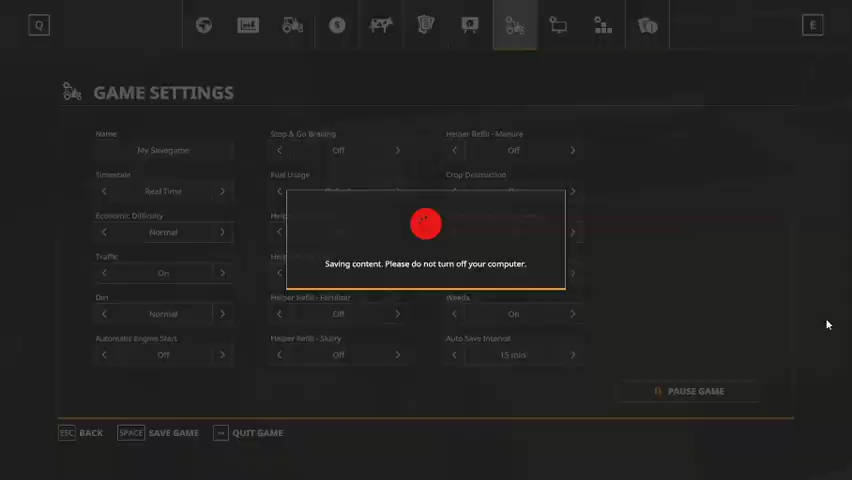 Q
E
GAME SETTINGS
Name
My Savegame
Stop & Go Braking
Off
Helper Refill - Manure
Off
Timescale
Real Time
Fuel Usage
Crop Destruction
Economic Difficulty
Normal
Traffic
On
Saving content. Please do not turn off your computer.
Dirt
Normal
Helper Refill - Fertilizer
Off
Needs
On
Automatic Engine Start
Off
Helper Refill - Slurry
Off
Auto Save Interval
15 min
PAUSE GAME
ESC BACK
SPACE SAVE GAME
QUIT GAME